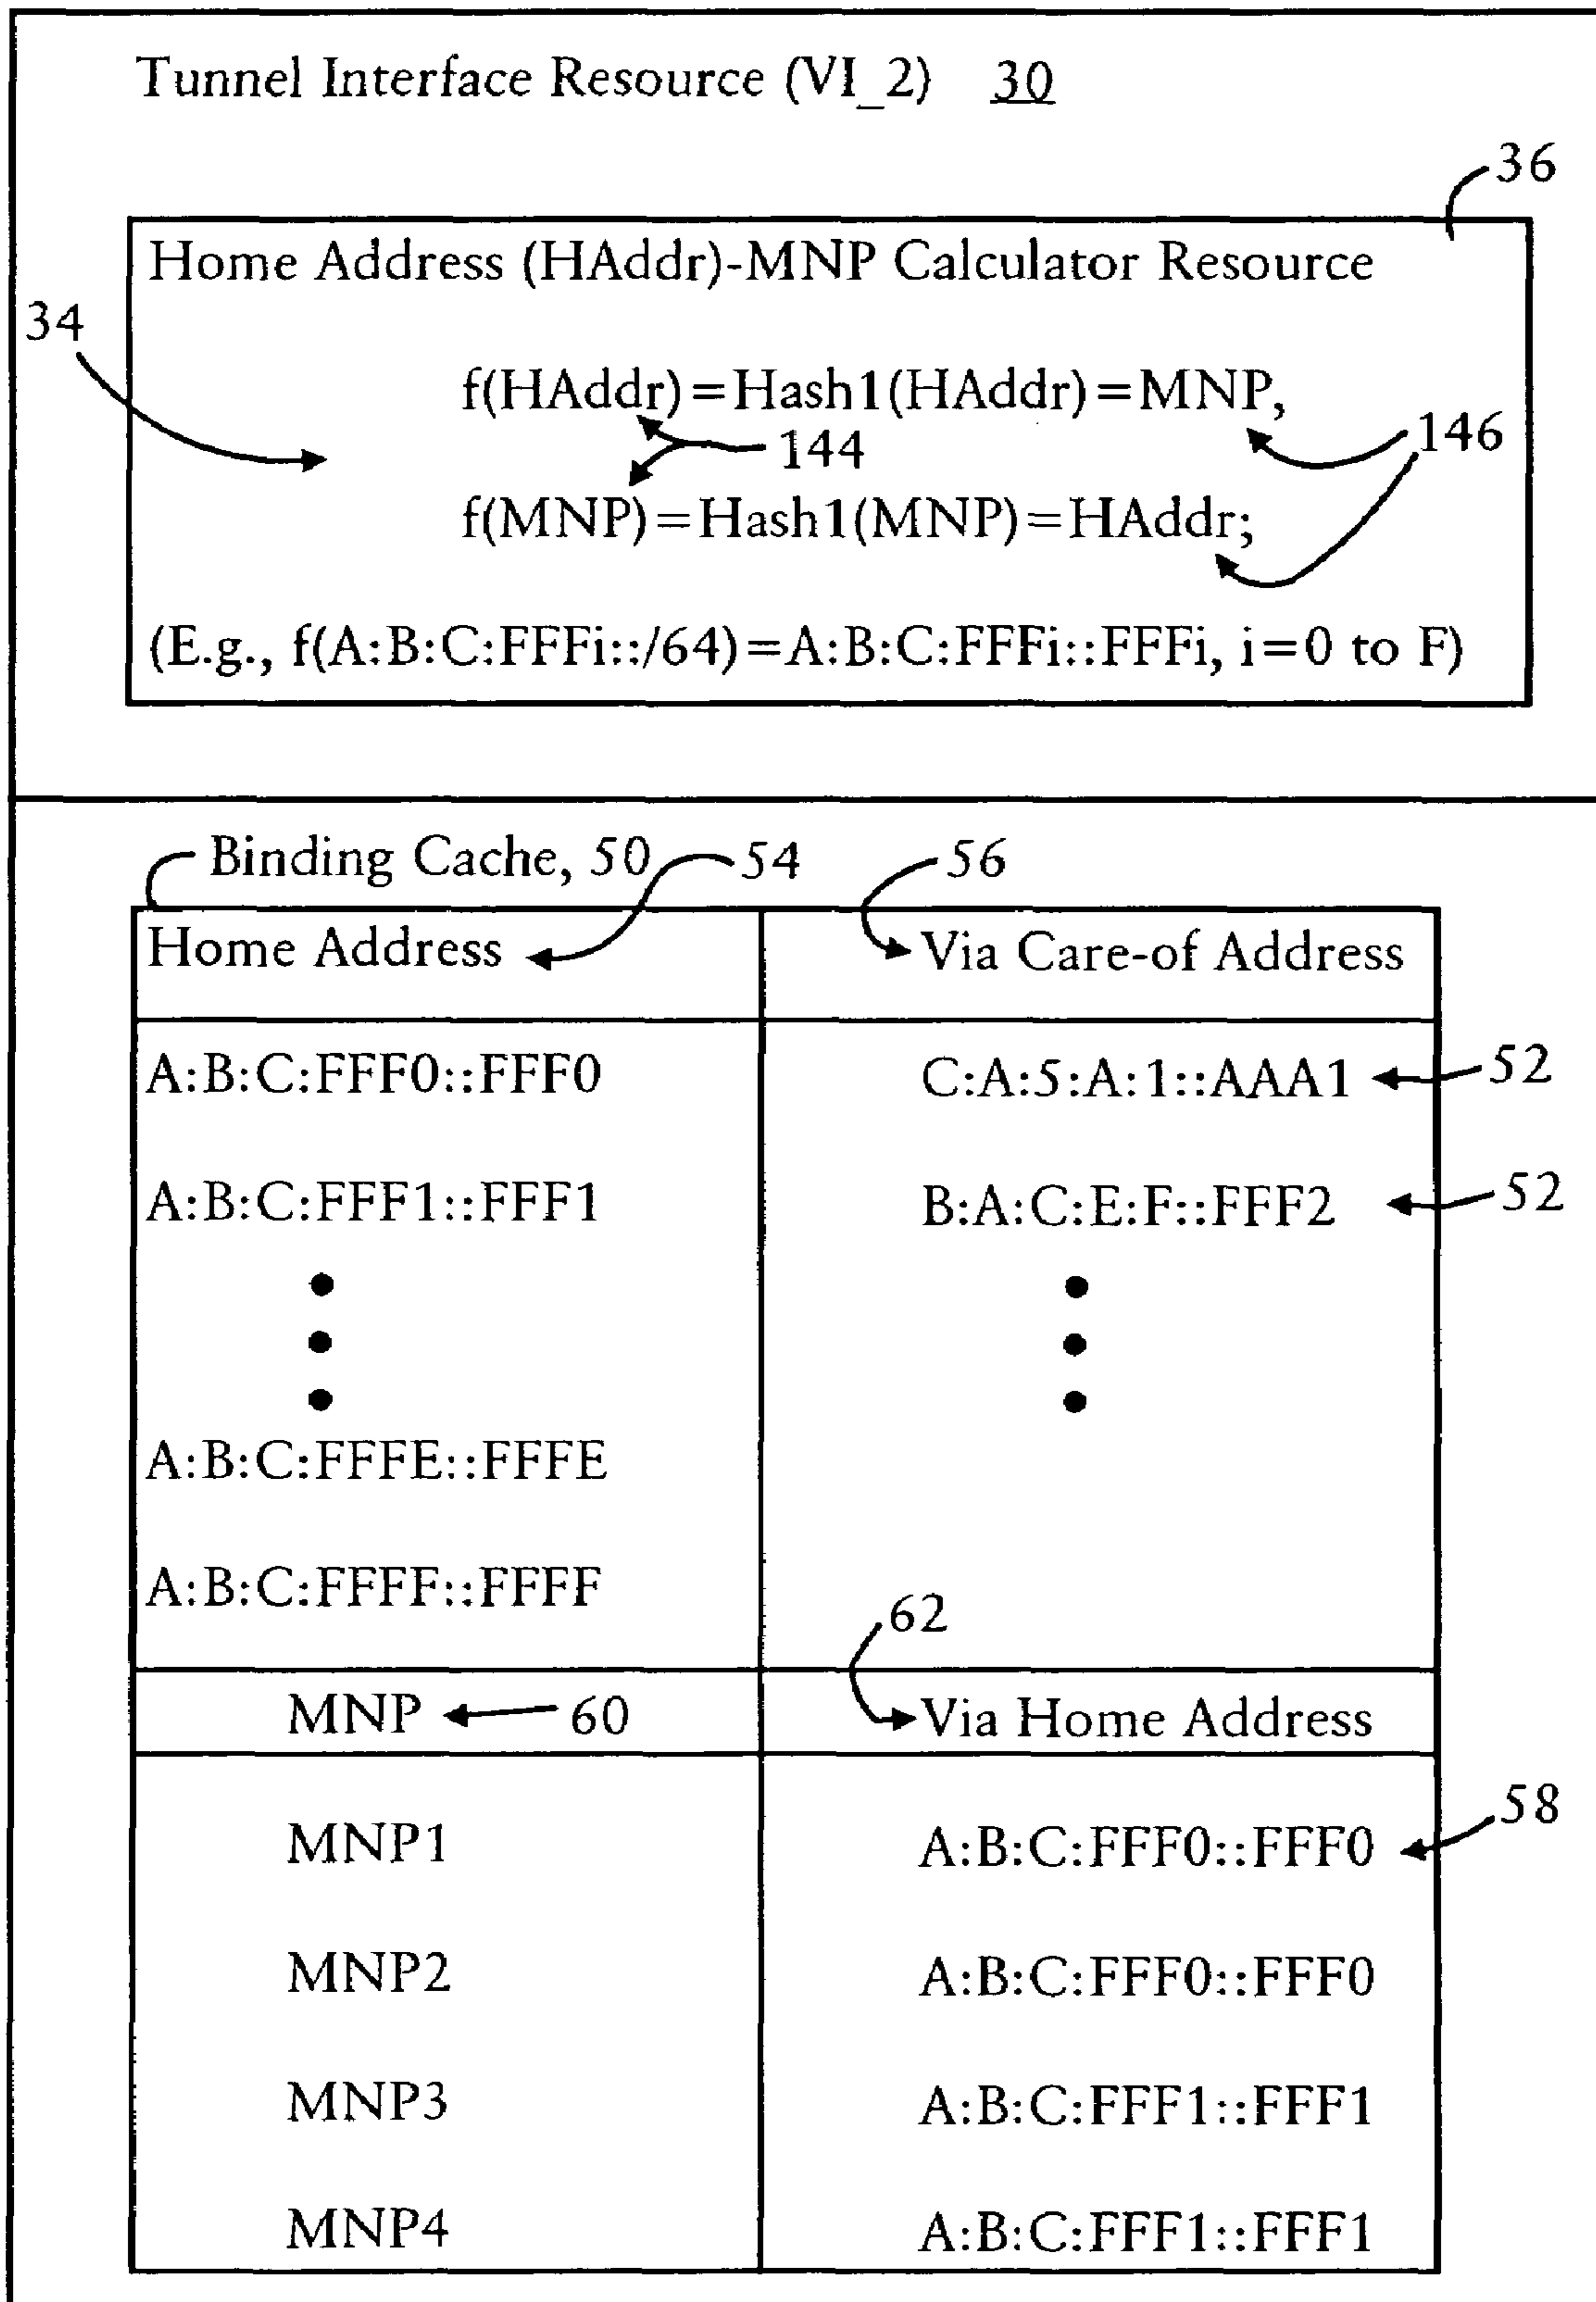 Tunnel Interface Resource (VI_2) 30
36
Home Address (HAddr)-MNP Calculator Resource
34
f(HAddr)=Hash1(HAddr)=MNP,
144
146
f(MNP)=Hash1(MNP)=HAddr;
(E.g., f(A:B:C:FFFi::/64)=A:B:C:FFFi::FFFi, i=0 to F)
Binding Cache, 50 54 56
Home Address Via Care-of Address
A:B:C:FFF0::FFF0 C:A:5:A:1::AAA1 52
A:B:C:FFF1::FFF1 B:A:C:E:F::FFF2 52
A:B:C:FFFE::FFFE
A:B:C:FFFF::FFFF
62
MNP 60 Via Home Address
58
MNP1 A:B:C:FFF0::FFF0
MNP2 A:B:C:FFF0::FFF0
MNP3 A:B:C:FFF1::FFF1
MNP4 A:B:C:FFF1::FFF1